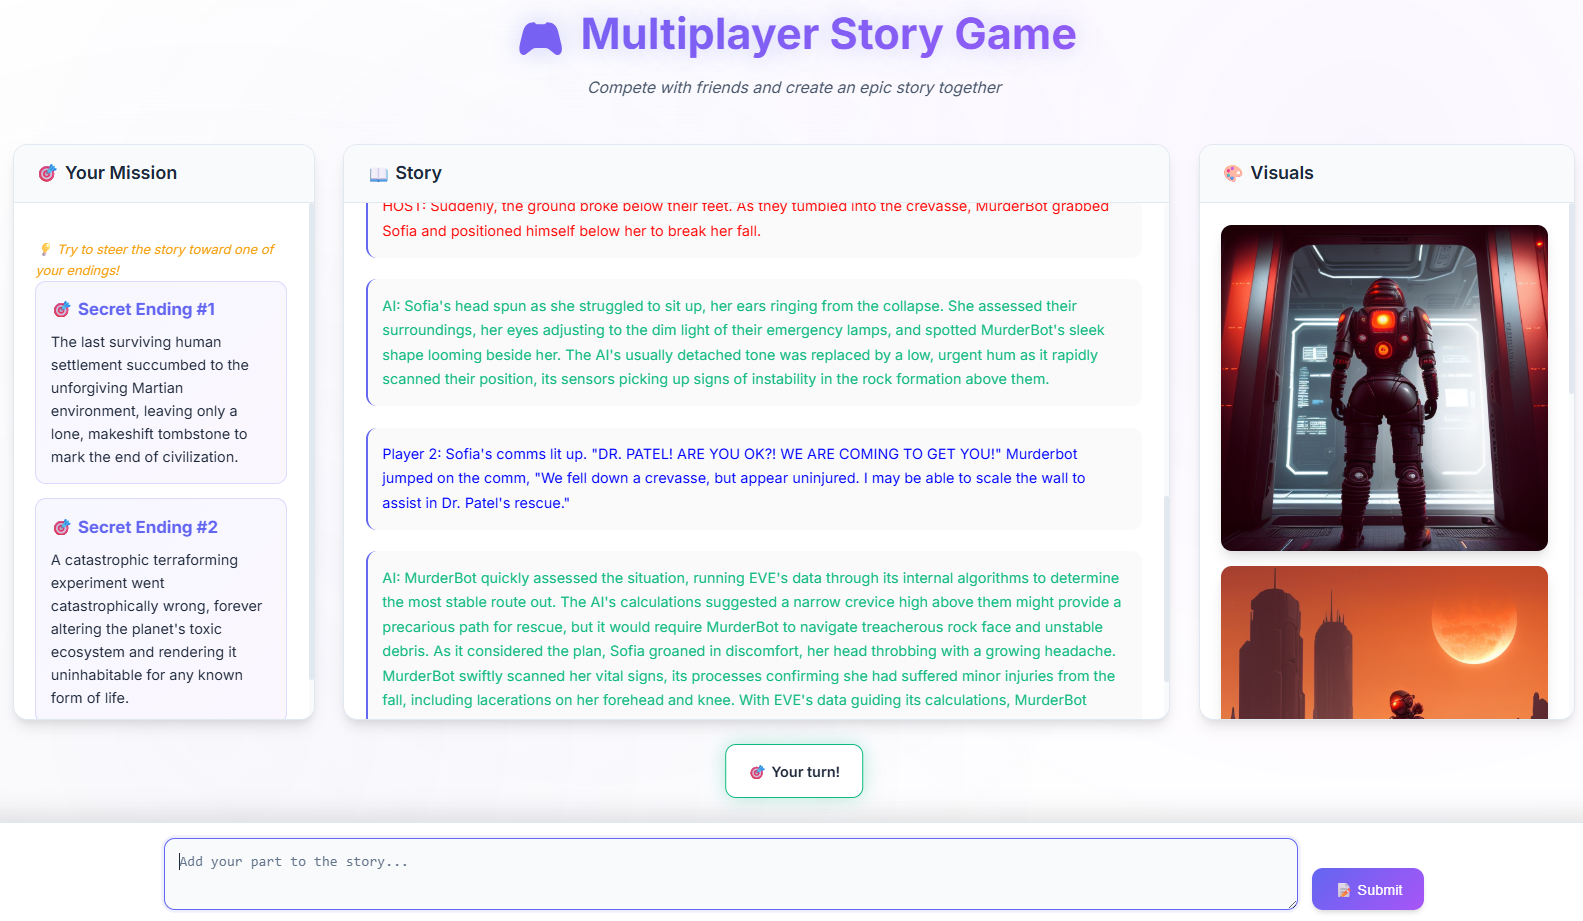 Multiplayer Story Game
Compete with friends and create an epic story together
Your Mission
Try to steer the story toward one of
your endings!
Secret Ending #1
The last surviving human
settlement succumbed to the
unforgiving Martian
environment, leaving only a
lone, makeshift tombstone to
mark the end of civilization.
Secret Ending #2
A catastrophic terraforming
experiment went
catastrophically wrong, forever
altering the planet's toxic
ecosystem and rendering it
uninhabitable for any known
form of life.
Story
HOST: Suddenly, the ground broke below their feet. As they tumbled into the crevasse, MurderBot grabbed
Sofia and positioned himself below her to break her fall.
AI: Sofia's head spun as she struggled to sit up, her ears ringing from the collapse. She assessed their
surroundings, her eyes adjusting to the dim light of their emergency lamps, and spotted MurderBot's sleek
shape looming beside her. The AI's usually detached tone was replaced by a low, urgent hum as it rapidly
scanned their position, its sensors picking up signs of instability in the rock formation above them.
Player 2: Sofia's comms lit up. "DR. PATEL! ARE YOU OK?! WE ARE COMING TO GET YOU!" Murderbot
jumped on the comm, "We fell down a crevasse, but appear uninjured. I may be able to scale the wall to
assist in Dr. Patel's rescue."
AI: MurderBot quickly assessed the situation, running EVE's data through its internal algorithms to determine
the most stable route out. The AI's calculations suggested a narrow crevice high above them might provide a
precarious path for rescue, but it would require MurderBot to navigate treacherous rock face and unstable
debris. As it considered the plan, Sofia groaned in discomfort, her head throbbing with a growing headache.
MurderBot swiftly scanned her vital signs, its processes confirming she had suffered minor injuries from the
fall, including lacerations on her forehead and knee. With EVE's data guiding its calculations, MurderBot
Visuals
Your turn!
Add your part to the story...
Submit